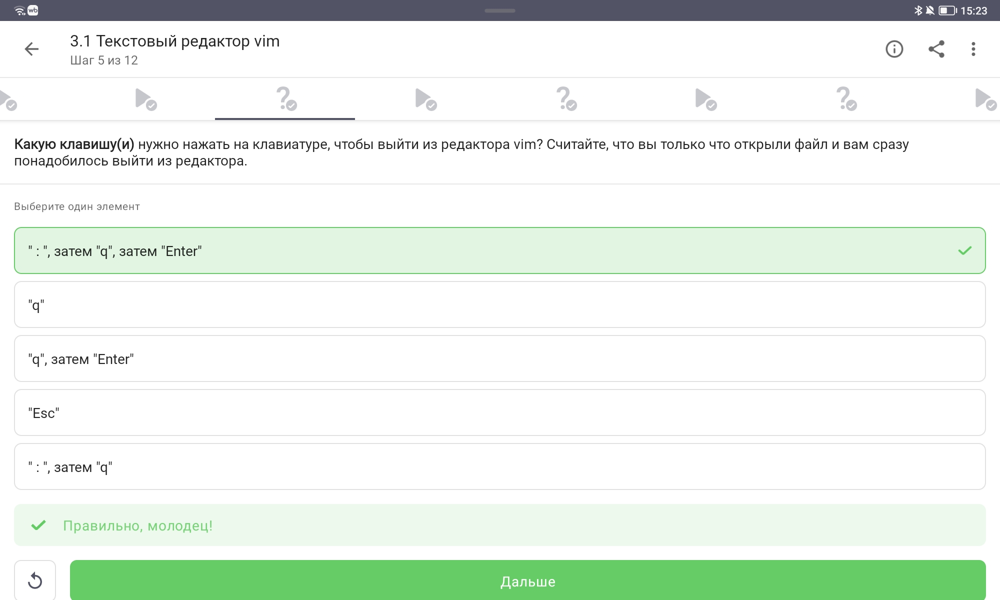 wb
15:23
3.1 Текстовый редактор vim
Шаг 5 из 12
Какую клавишу(и) нужно нажать на клавиатуре, чтобы выйти из редактора vim? Считайте, что вы только что открыли файл и вам сразу
понадобилось выйти из редактора.
Выберите один элемент
" : ", затем "q", затем "Enter"
"q"
"q", затем "Enter"
"Esc"
" : ", затем "q"
Правильно, молодец!
Дальше